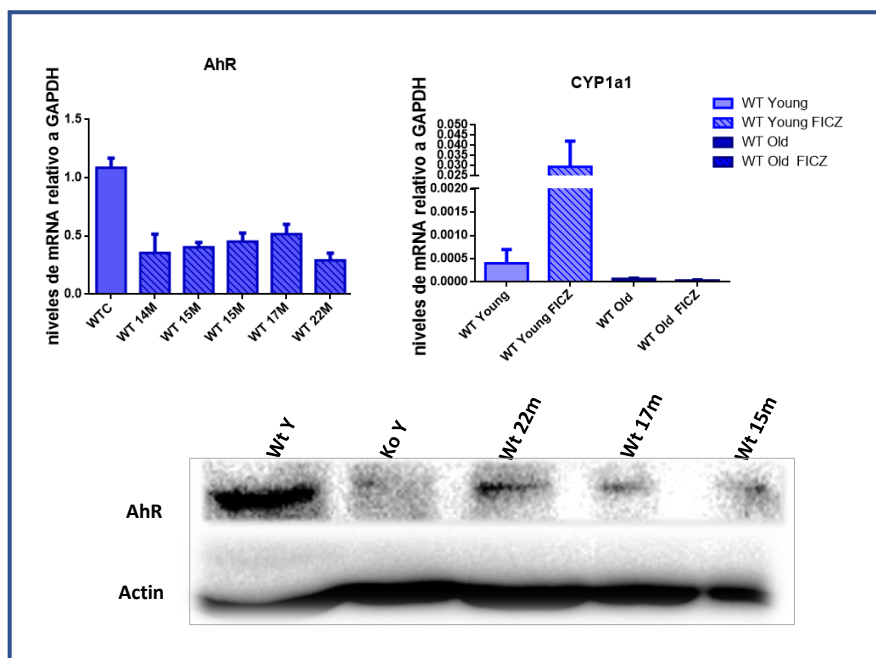 AhR
niveles de mRNA relativo a GAPDH
1.5
1.0
0.5
0.0
WTC
WT 14M
WT 15M
WT 15M
WT 17M
WT 22M
CYP1a1
niveles de mRNA relativo a GAPDH
0.050
0.045
0.040
0.035
0.030
0.025
0.0020
0.0015
0.0010
0.0005
0.0000
WT Young
WT Young FICZ
WT Old
WT Old FICZ
WT Young
WT Young FICZ
WT Old
WT Old FICZ
Wt Y
Ko Y
Wt 22m
Wt 17m
Wt 15m
AhR
Actin